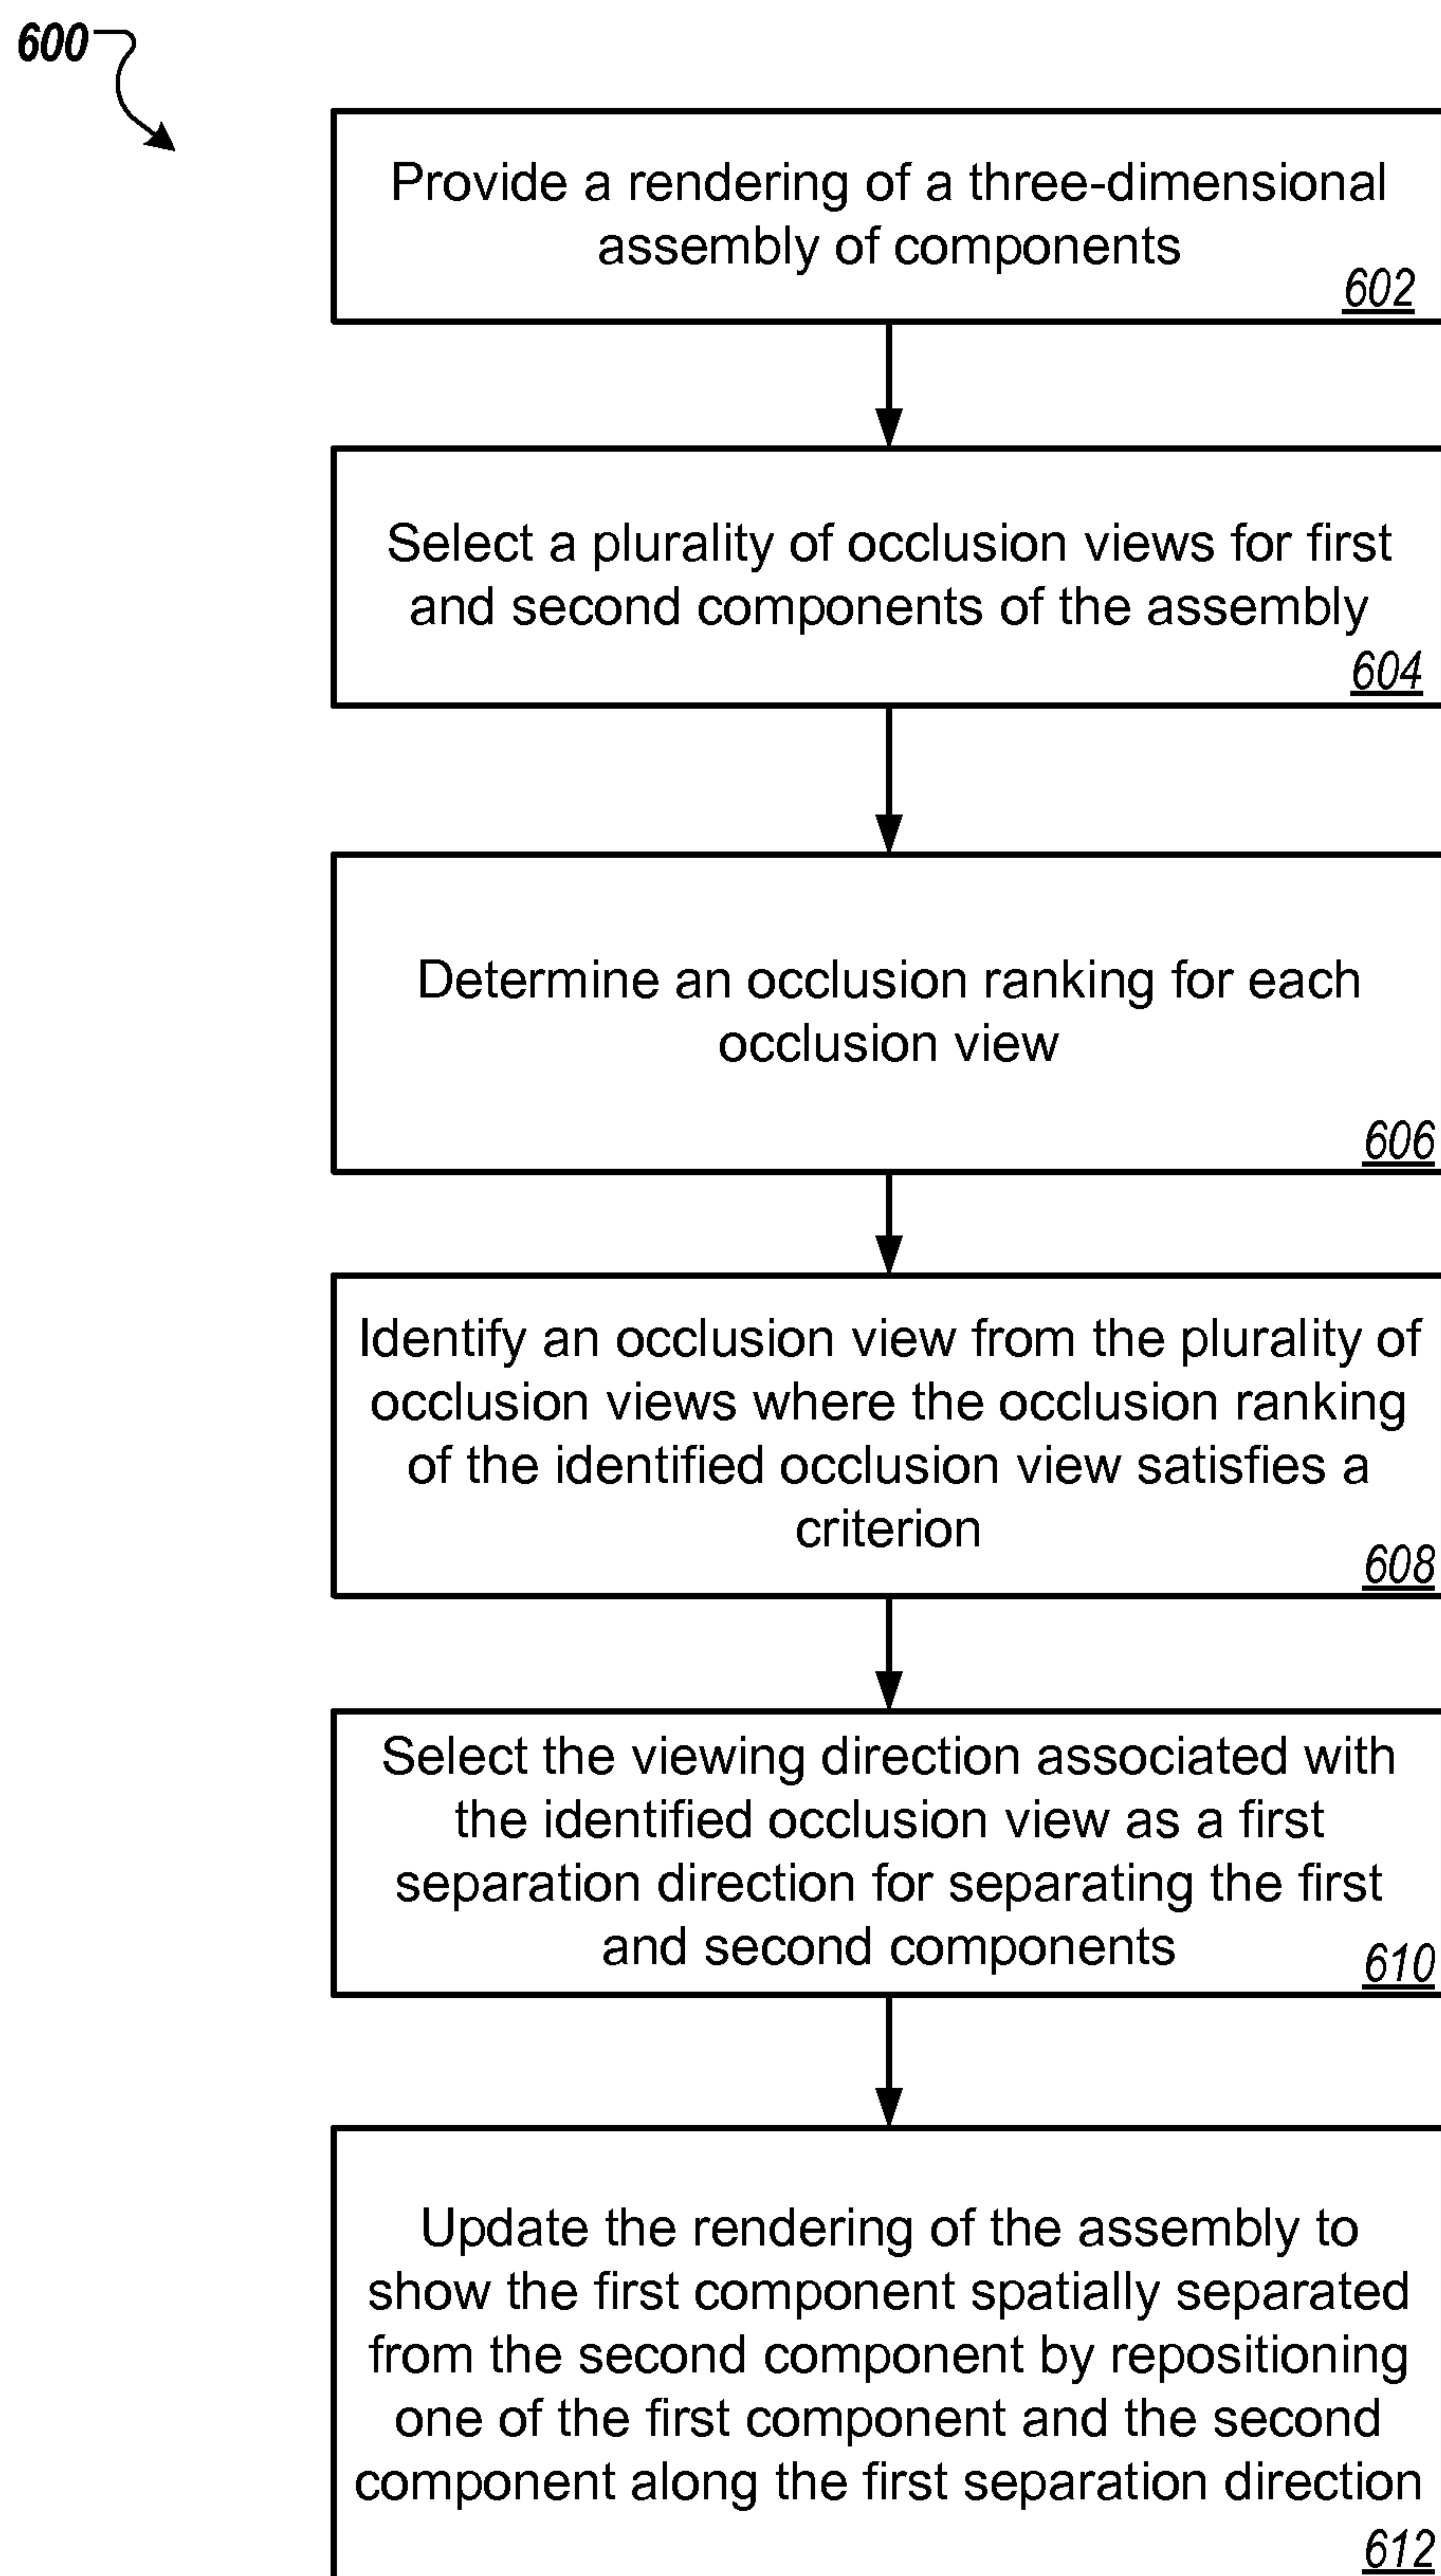 600
Provide a rendering of a three-dimensional
assembly of components
602
Select a plurality of occlusion views for first
and second components of the assembly
604
Determine an occlusion ranking for each
occlusion view
606
Identify an occlusion view from the plurality of
occlusion views where the occlusion ranking
of the identified occlusion view satisfies a
criterion
608
Select the viewing direction associated with
the identified occlusion view as a first
separation direction for separating the first
and second components
610
Update the rendering of the assembly to
show the first component spatially separated
from the second component by repositioning
one of the first component and the second
component along the first separation direction
612